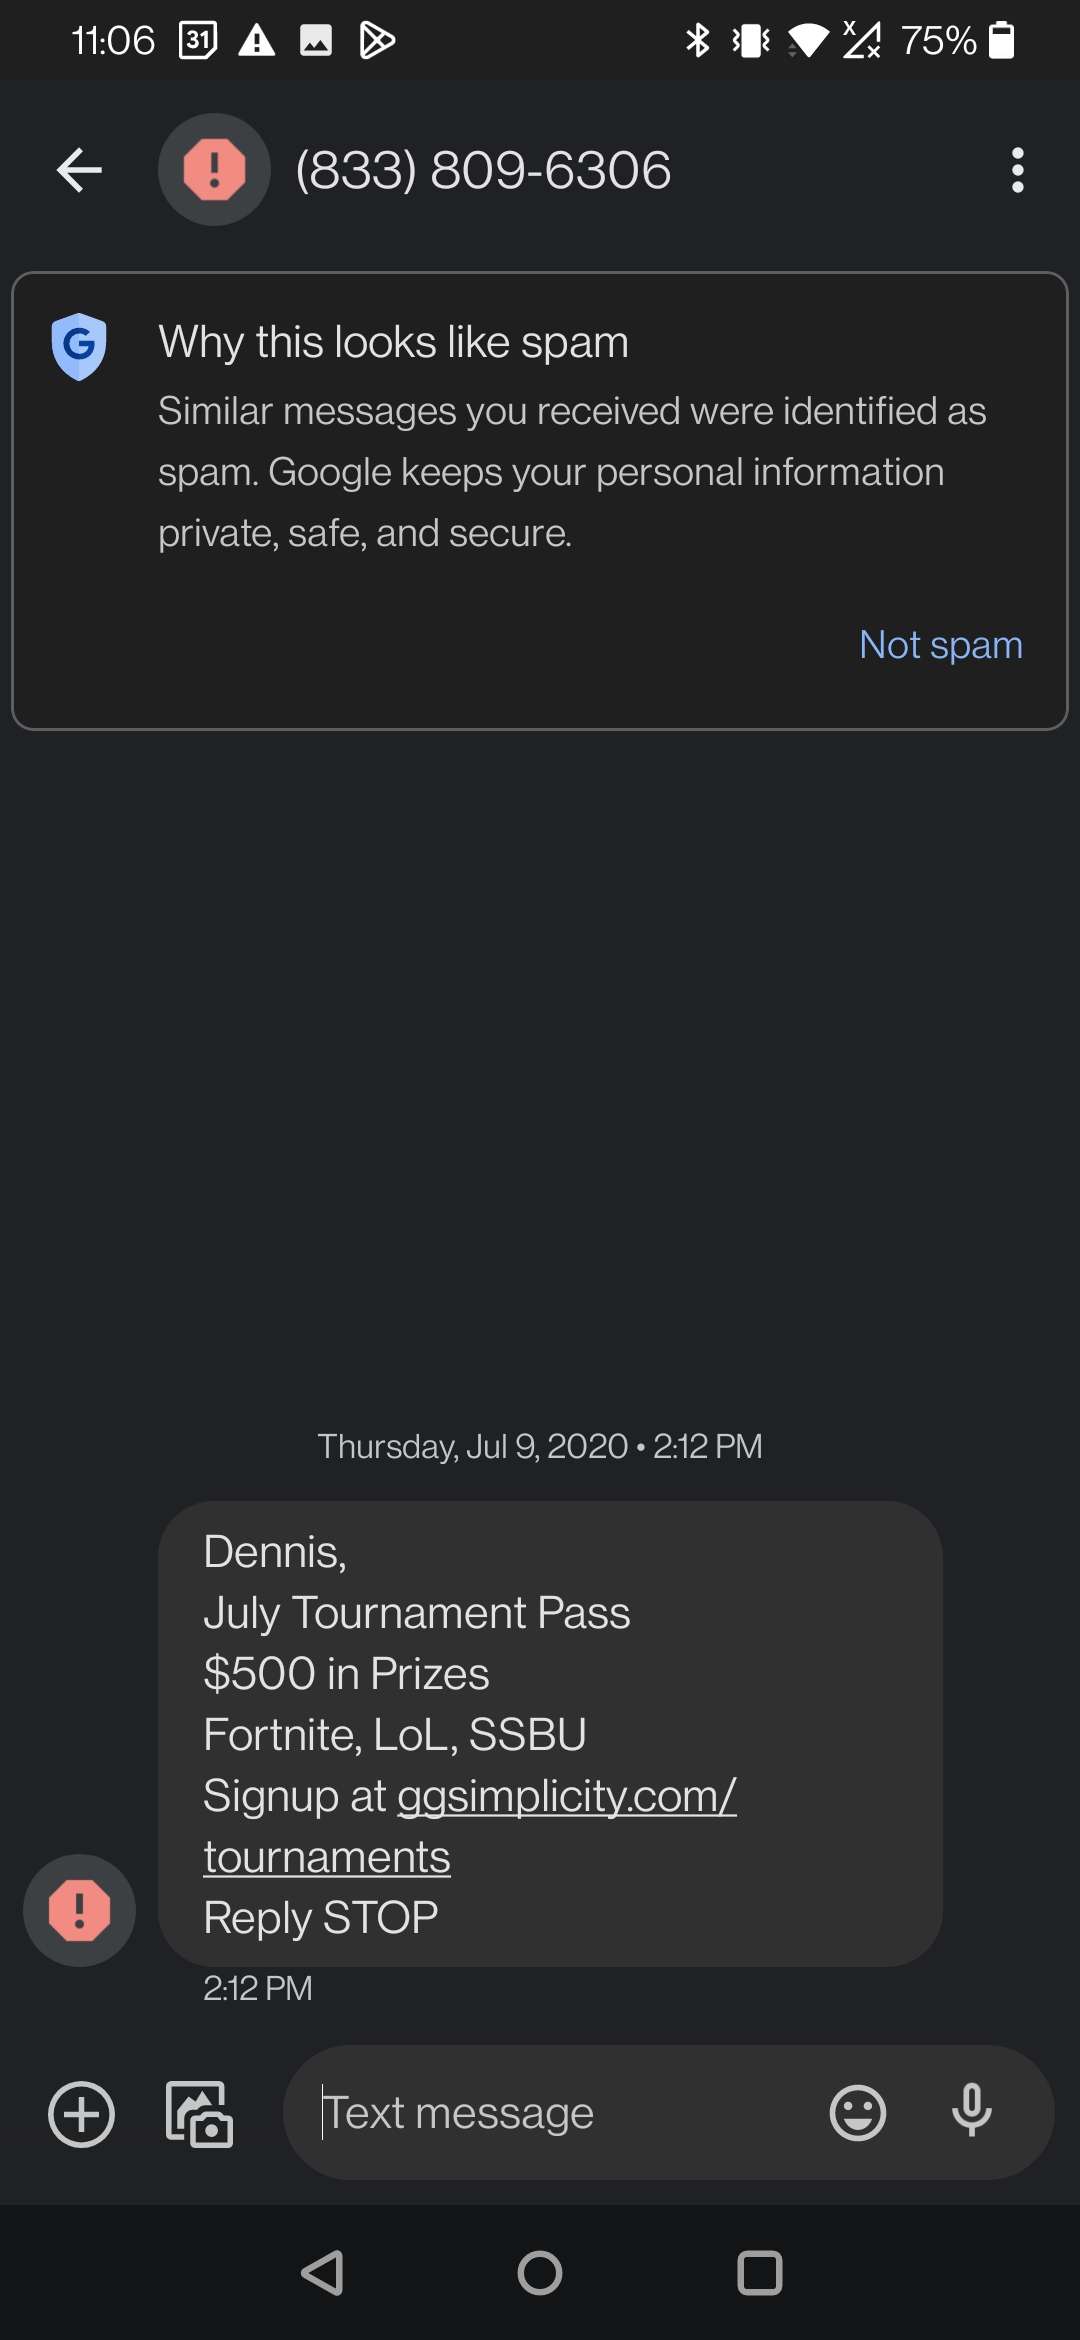 11:06 31 75%
(833) 809-6306
Why this looks like spam
Similar messages you received were identified as
spam. Google keeps your personal information
private, safe, and secure.
Not spam
Thursday, Jul 9, 2020 • 2:12 PM
Dennis,
July Tournament Pass
$500 in Prizes
Fortnite, LoL, SSBU
Signup at ggsimplicity.com/
tournaments
Reply STOP
2:12 PM
Text message